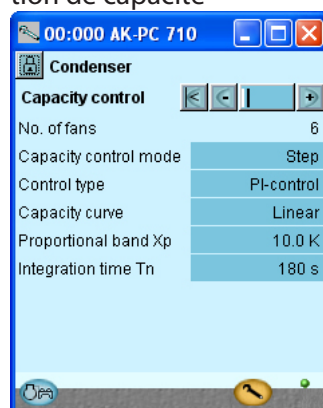 tion de capacité
00:000 AK-PC 710
Condenser
Capacity control
No. of fans 6
Capacity control mode Step
Control type PI-control
Capacity curve Linear
Proportional band Xp 10.0 K
Integration time Tn 180 s